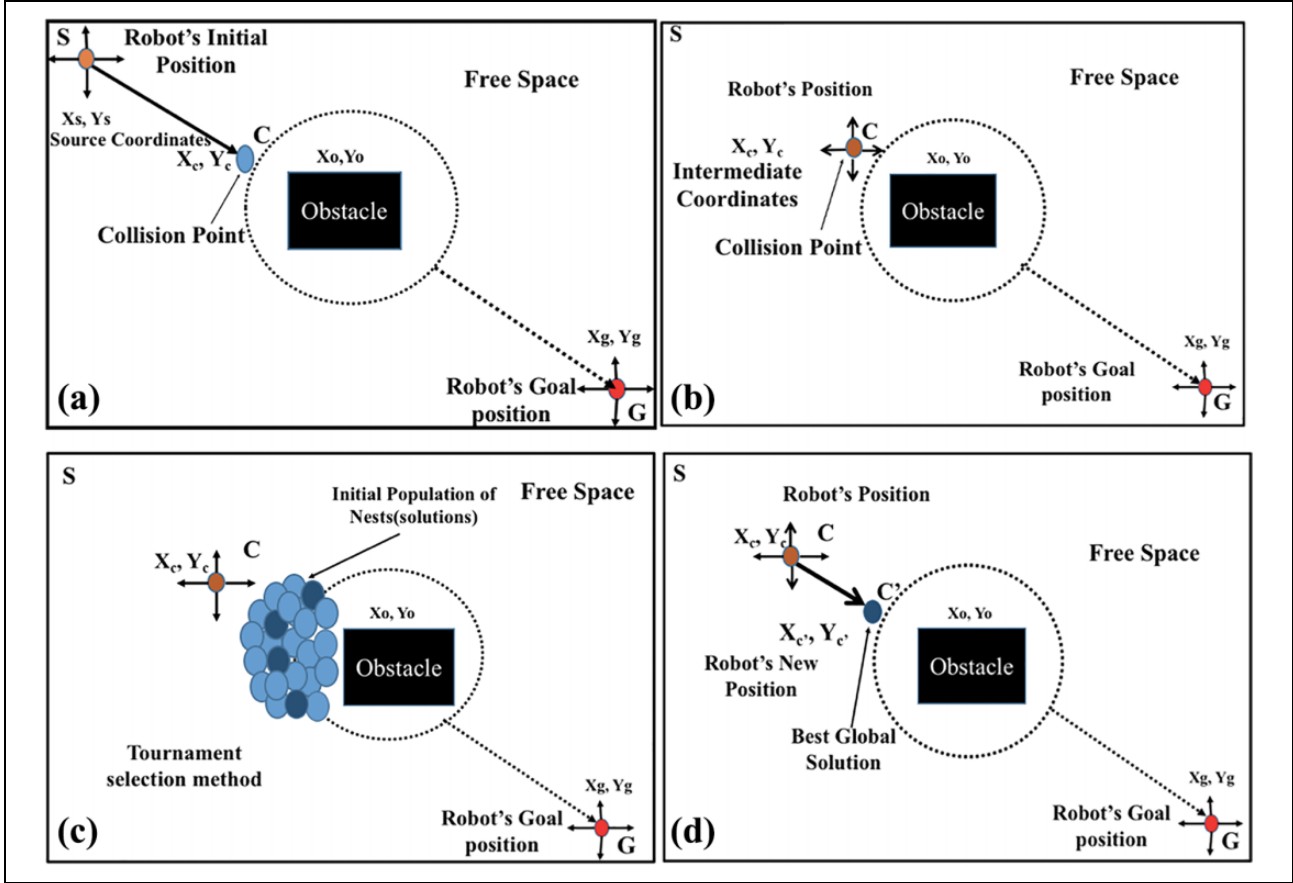 S
Robot's Initial
Position
Free Space
Xs, Ys
Source Coordinates
C
Xc, Yc
Xo,Yo
Obstacle
Collision Point
Xg, Yg
Robot's Goal
position
G
(a)
S
Free Space
Robot's Position
C
Xc, Yc
Intermediate
Coordinates
Xo, Yo
Obstacle
Collision Point
Xg, Yg
Robot's Goal
position
G
(b)
S
Initial Population of
Nests(solutions)
Free Space
Xc, Yc
C
Xo, Yo
Obstacle
Tournament
selection method
Xg, Yg
Robot's Goal
position
G
(c)
S
Robot's Position
Xc, Yc
C
Free Space
C'
Xo, Yo
Xc', Yc'
Obstacle
Robot's New
Position
Best Global
Solution
Xg, Yg
Robot's Goal
position
G
(d)